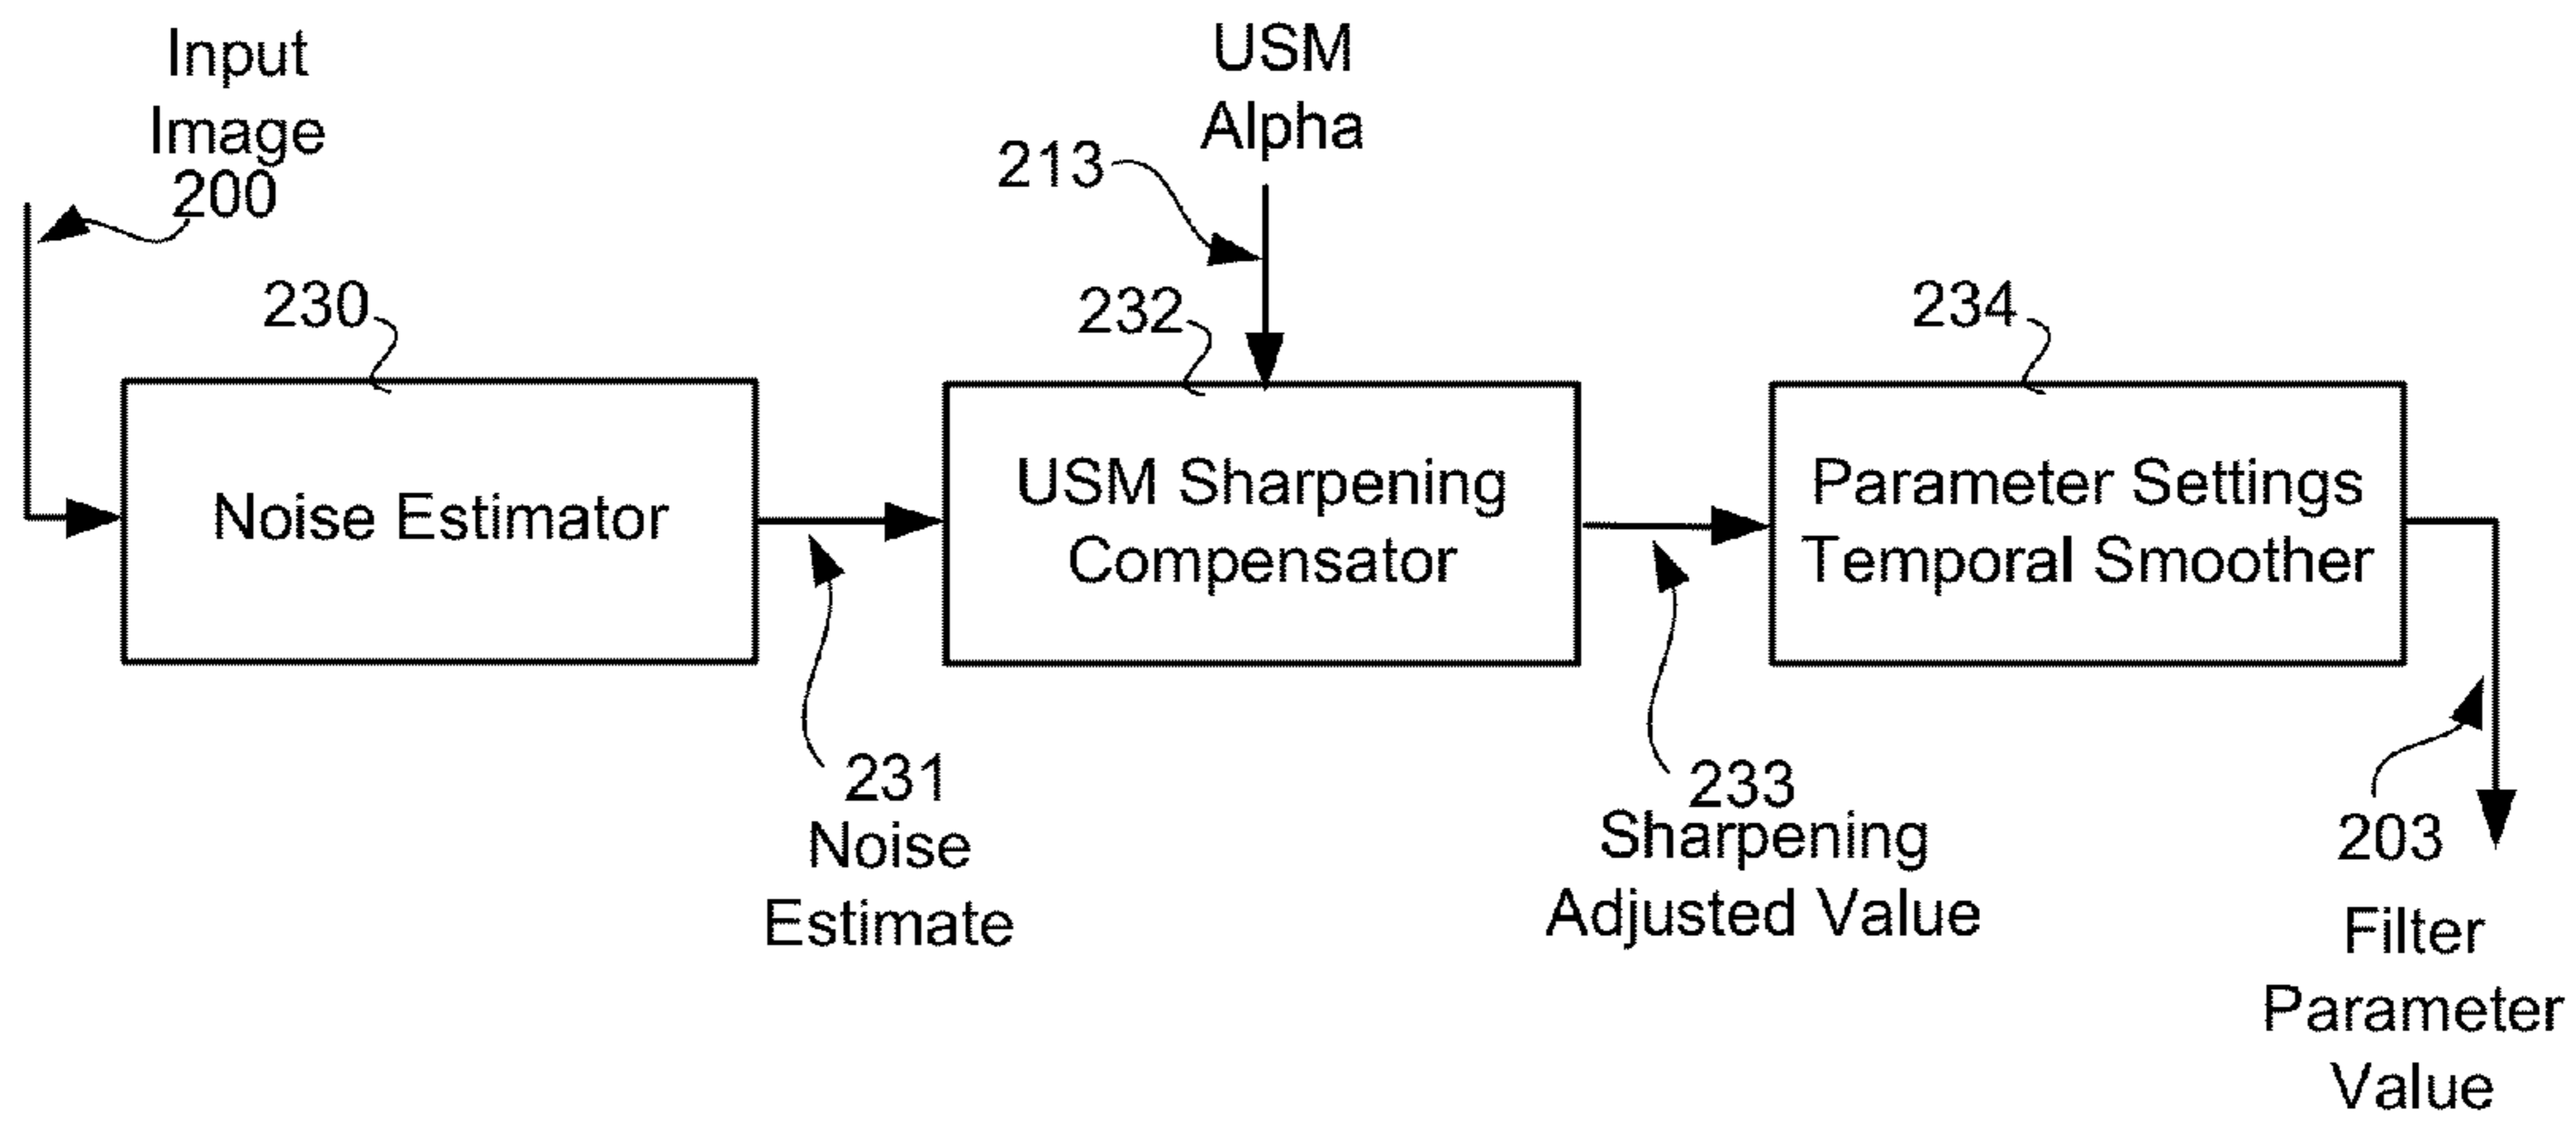 Input
Image
200
USM
Alpha
213
230
232
234
Noise Estimator
USM Sharpening
Compensator
Parameter Settings
Temporal Smoother
231
Noise
Estimate
233
Sharpening
Adjusted Value
203
Filter
Parameter
Value